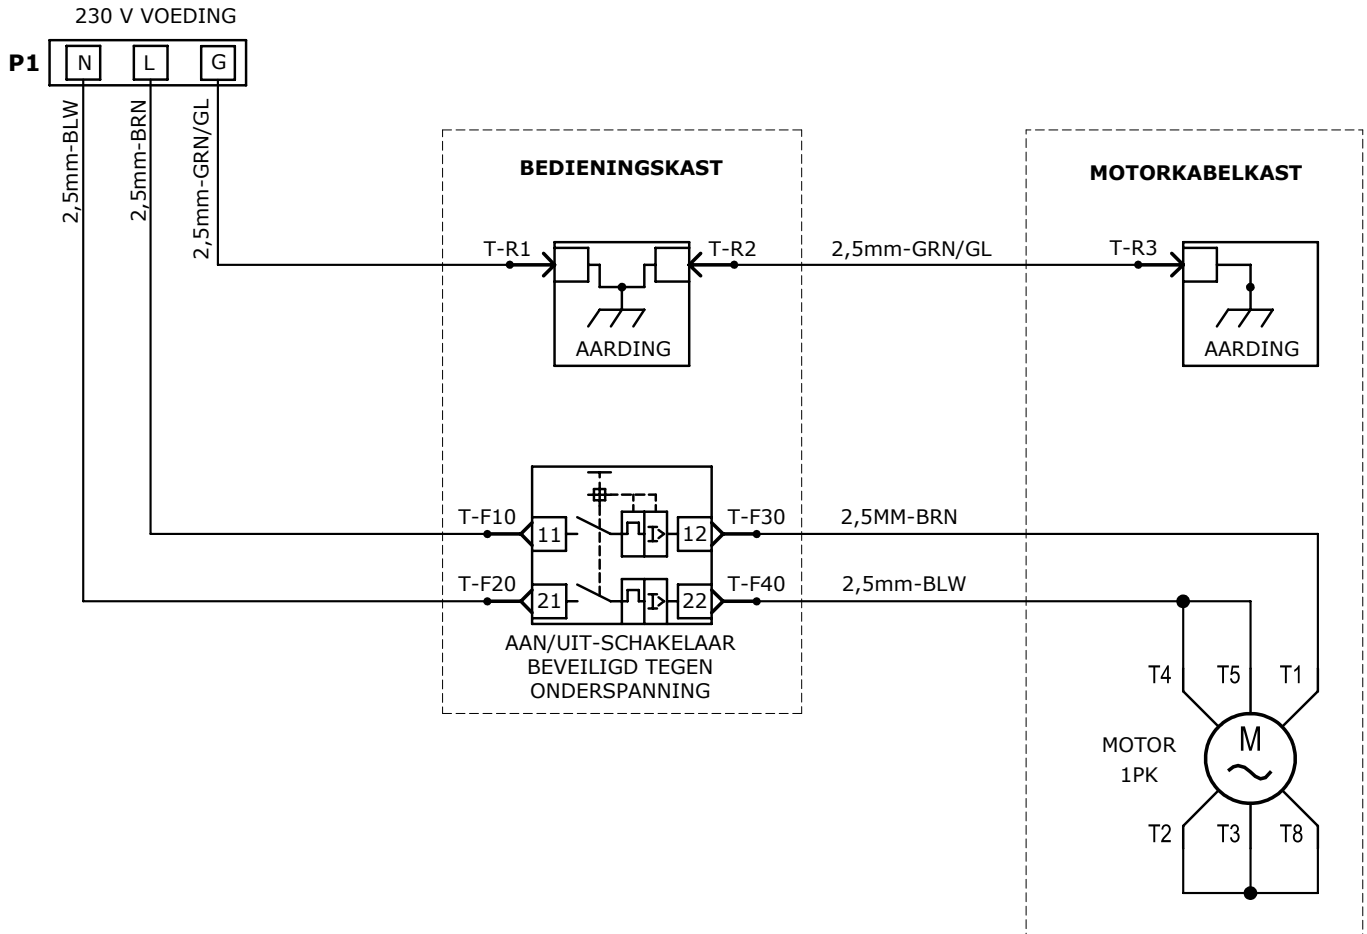 230 V VOEDING
P1 N L G
2,5mm-BLW
2,5mm-BRN
2,5mm-GRN/GL
BEDIENINGSKAST
MOTORKABELKAST
T-R1 T-R2 2,5mm-GRN/GL T-R3
AARDING AARDING
T-F10 11 I> 12 T-F30 2,5MM-BRN
T-F20 21 I> 22 T-F40 2,5mm-BLW
AAN/UIT-SCHAKELAAR
BEVEILIGD TEGEN
ONDERSPANNING
T4 T5 T1
MOTOR
1PK
M
T2 T3 T8